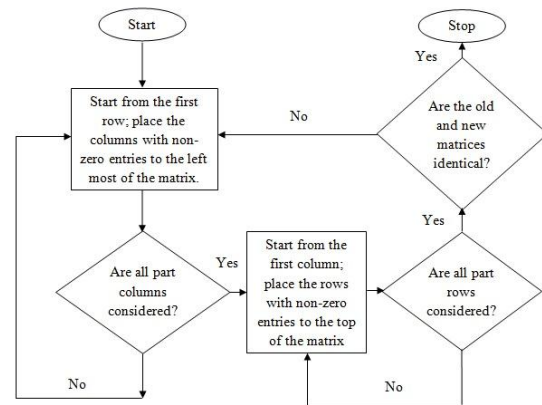 Start
Start from the first
row; place the
columns with non-
zero entries to the left
most of the matrix.
Are all part
columns
considered?
No
Yes
Start from the
first column;
place the rows
with non-zero
entries to the top
of the matrix
Are all part
rows
considered?
No
Yes
Are the old
and new
matrices
identical?
No
Yes
Stop